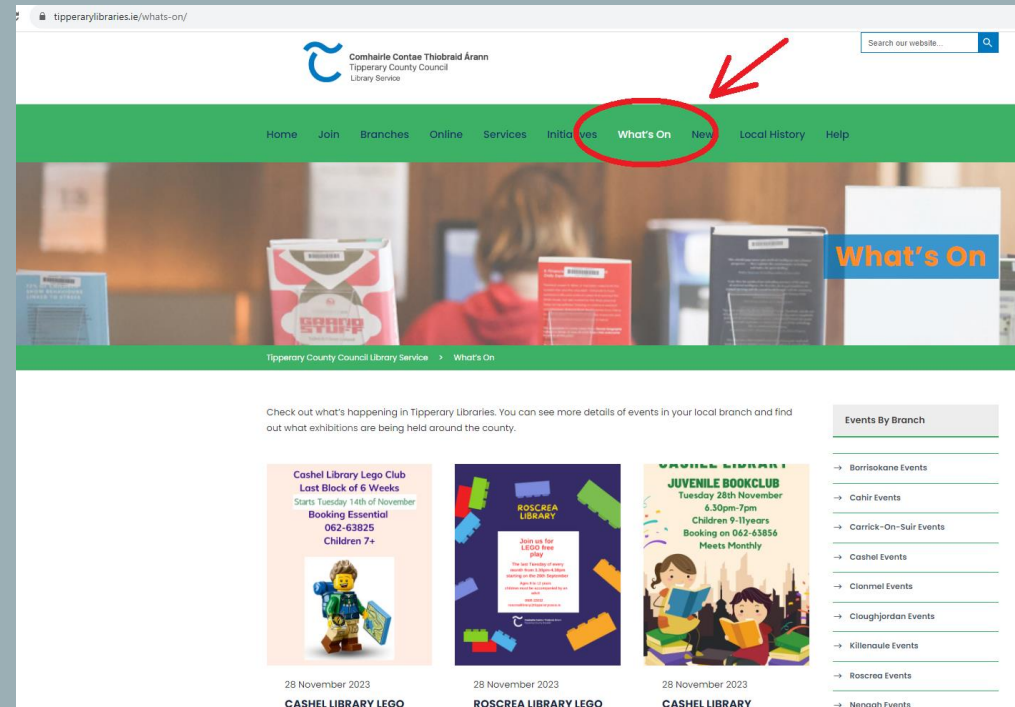 tipperarylibraries.ie/whats-on/
Search our website...
Comhairle Contae Thiobraid Árann
Tipperary County Council
Library Service
Home Join Branches Online Services Initiatives What's On News Local History Help
GRAND
STUFF
What's On
Tipperary County Council Library Service > What's On
Check out what's happening in Tipperary Libraries. You can see more details of events in your local branch and find
out what exhibitions are being held around the county.
Cashel Library Lego Club
Last Block of 6 Weeks
Starts Tuesday 14th of November
Booking Essential
062-63825
Children 7+
28 November 2023
CASHEL LIBRARY LEGO
ROSCREA
LIBRARY
Join us for
LEGO free
play
28 November 2023
ROSCREA LIBRARY LEGO
CASHEL LIBRARY
JUVENILE BOOKCLUB
Tuesday 28th November
6.30pm-7pm
Children 9-11years
Booking on 062-63856
Meets Monthly
28 November 2023
CASHEL LIBRARY
Events By Branch
→ Borrisokane Events
→ Cahir Events
→ Carrick-On-Suir Events
→ Cashel Events
→ Clonmel Events
→ Cloughjordan Events
→ Killenaule Events
→ Roscrea Events
→ Nenagh Events